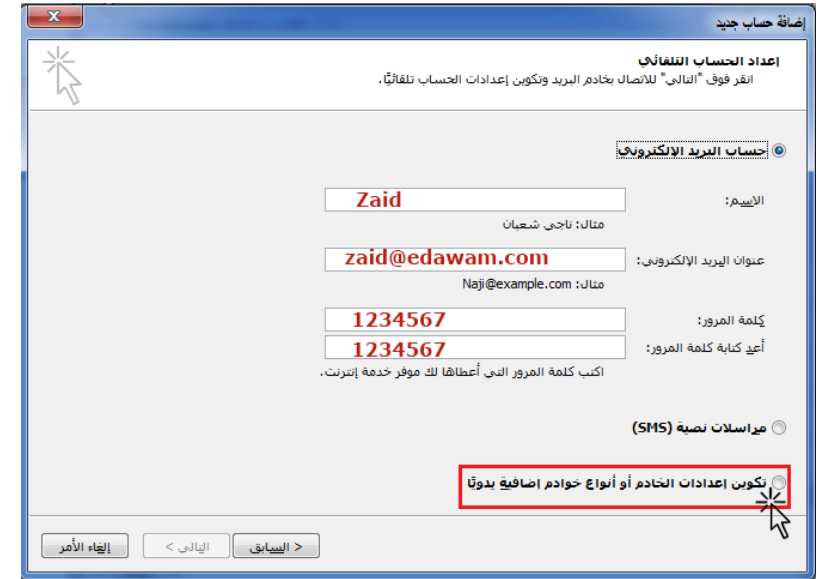 إضافة حساب جديد
إعداد الحساب التلقائي
انقر فوق "التالي" للاتصال بخادم البريد وتكوين إعدادات الحساب تلقائيًا.
حساب البريد الإلكتروني
الاسم: Zaid
مثال: ناجي شعبان
عنوان البريد الإلكتروني: zaid@edawam.com
مثال: Naji@example.com
كلمة المرور: 1234567
أعد كتابة كلمة المرور: 1234567
اكتب كلمة المرور التي أعطاها لك موفر خدمة إنترنت.
مراسلات نصية (SMS)
تكوين إعدادات الخادم أو أنواع خوادم إضافية يدويًا
< السابق التالي > إلغاء الأمر